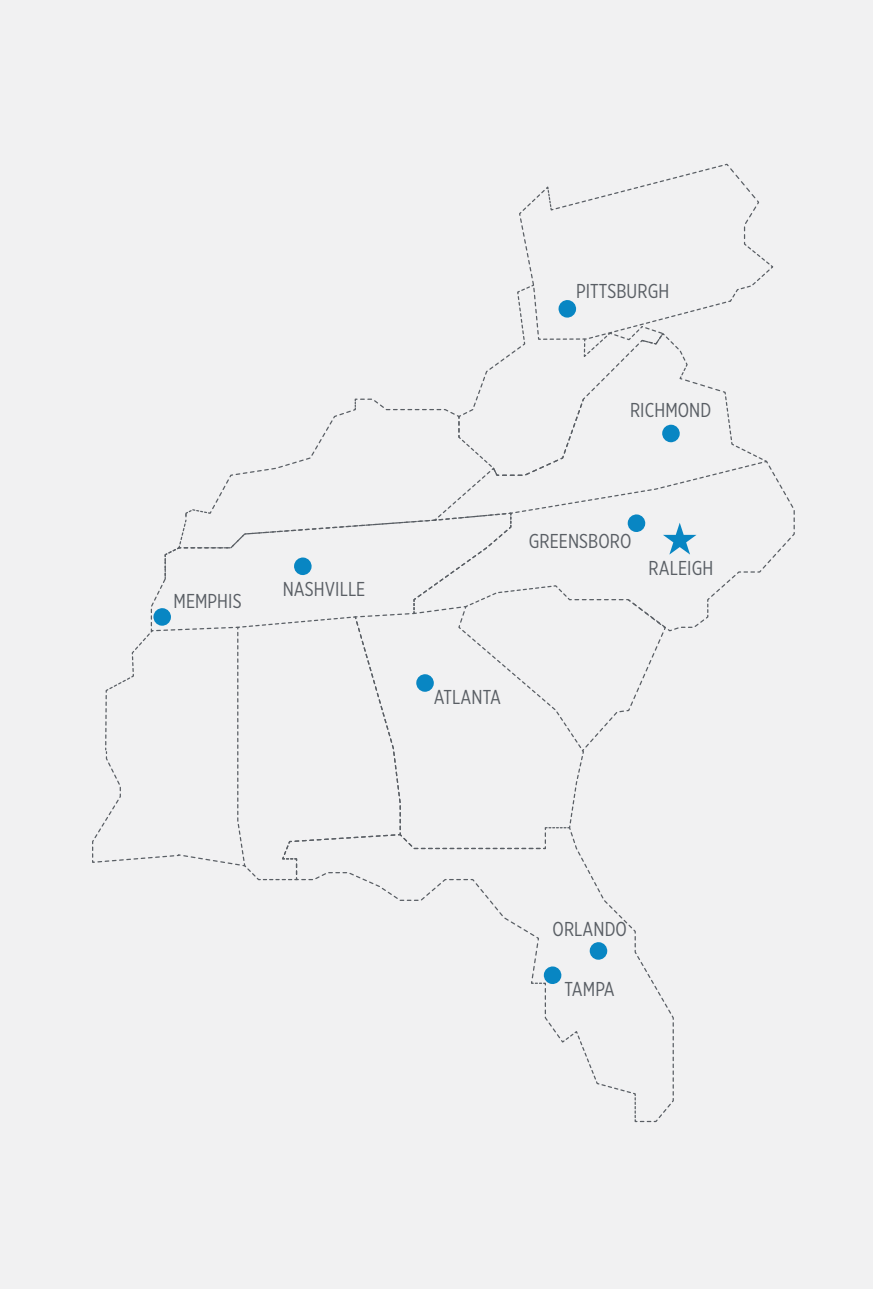 PITTSBURGH
RICHMOND
GREENSBORO
RALEIGH
NASHVILLE
MEMPHIS
ATLANTA
ORLANDO
TAMPA